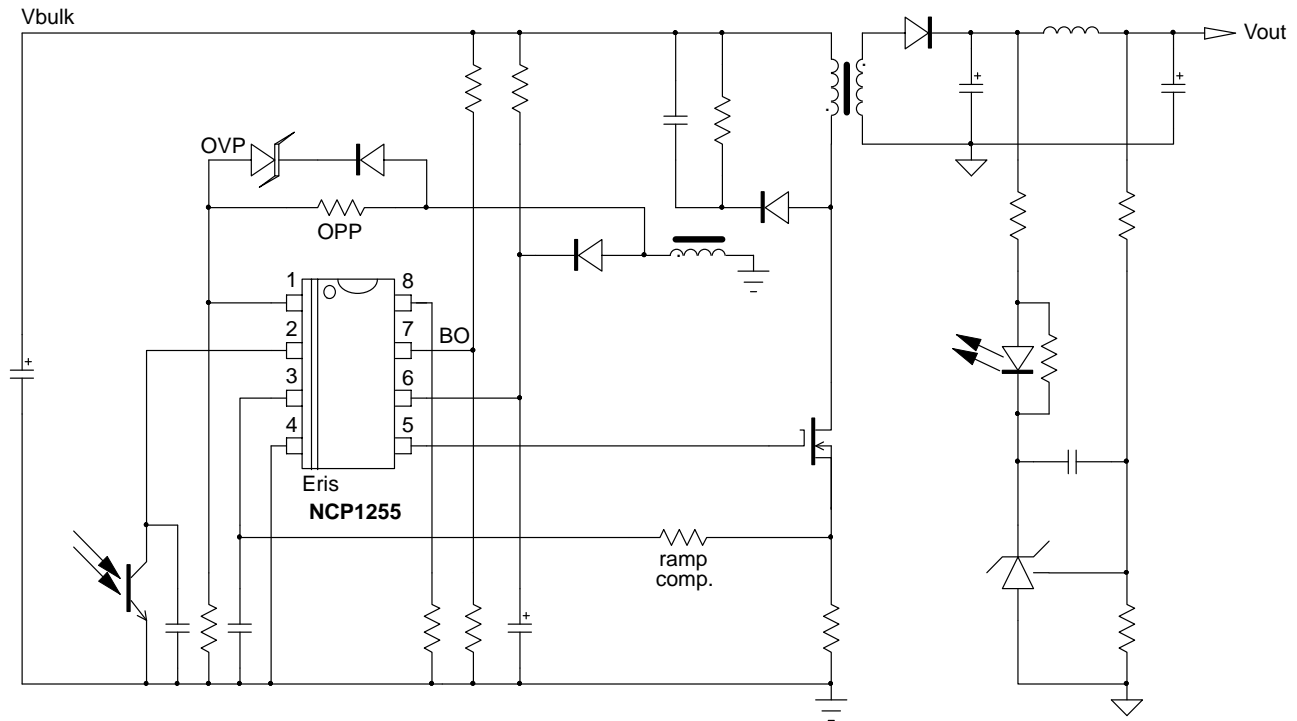 Vbulk
Vout
+
+
OVP
OPP
1
8
2
7
BO
3
6
4
5
+
Eris
NCP1255
ramp
comp.
+